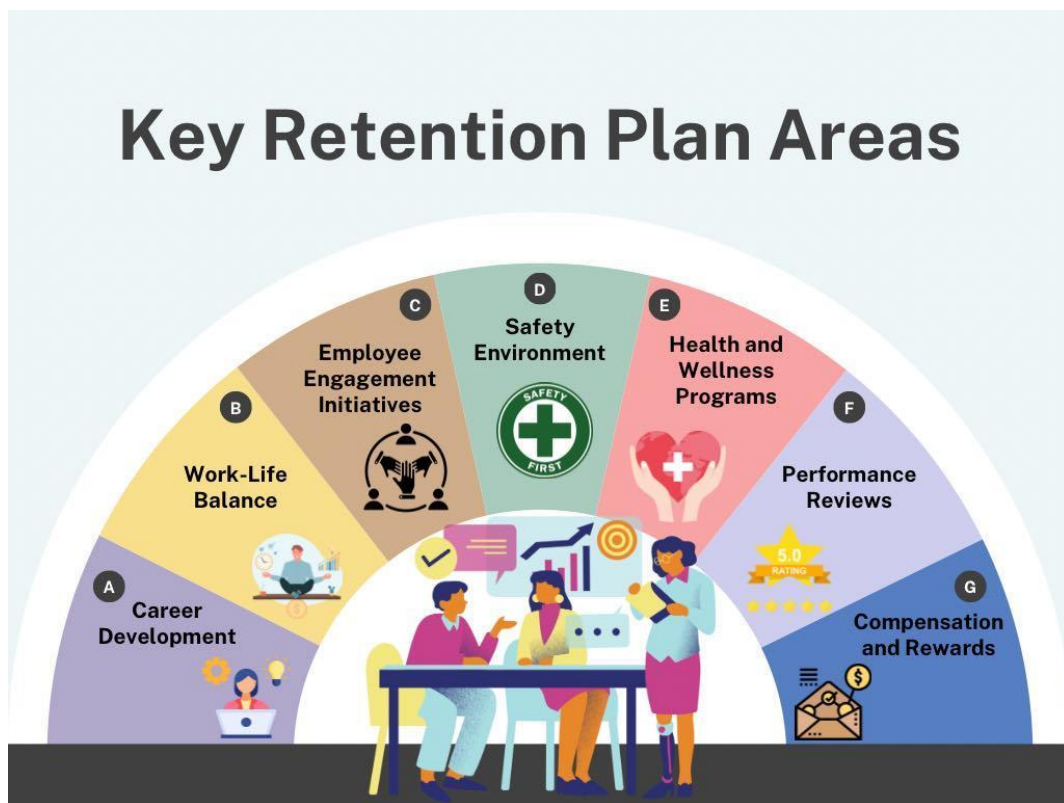 Key Retention Plan Areas
A
Career
Development
B
Work-Life
Balance
C
Employee
Engagement
Initiatives
D
Safety
Environment
SAFETY
FIRST
E
Health and
Wellness
Programs
F
Performance
Reviews
5.0
RATING
G
Compensation
and Rewards
$